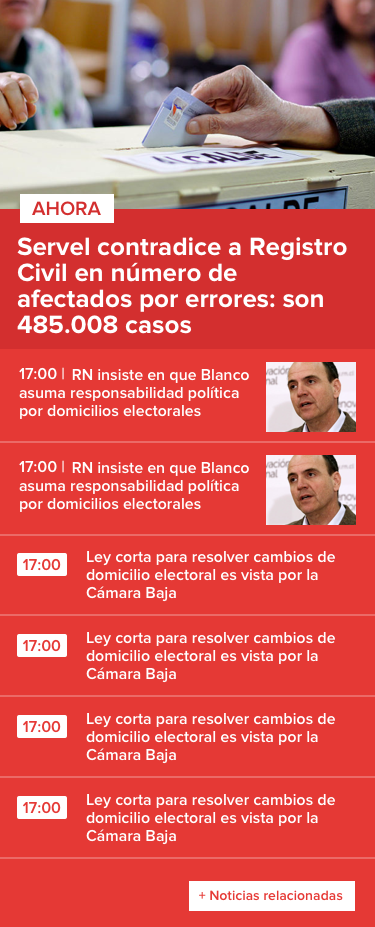 ALCALDE
ALCALDE
AHORA
Servel contradice a Registro
Civil en número de
afectados por errores: son
485.008 casos
17:00 | RN insiste en que Blanco
asuma responsabilidad política
por domicilios electorales
17:00 | RN insiste en que Blanco
asuma responsabilidad política
por domicilios electorales
17:00
Ley corta para resolver cambios de
domicilio electoral es vista por la
Cámara Baja
17:00
Ley corta para resolver cambios de
domicilio electoral es vista por la
Cámara Baja
17:00
Ley corta para resolver cambios de
domicilio electoral es vista por la
Cámara Baja
17:00
Ley corta para resolver cambios de
domicilio electoral es vista por la
Cámara Baja
+ Noticias relacionadas